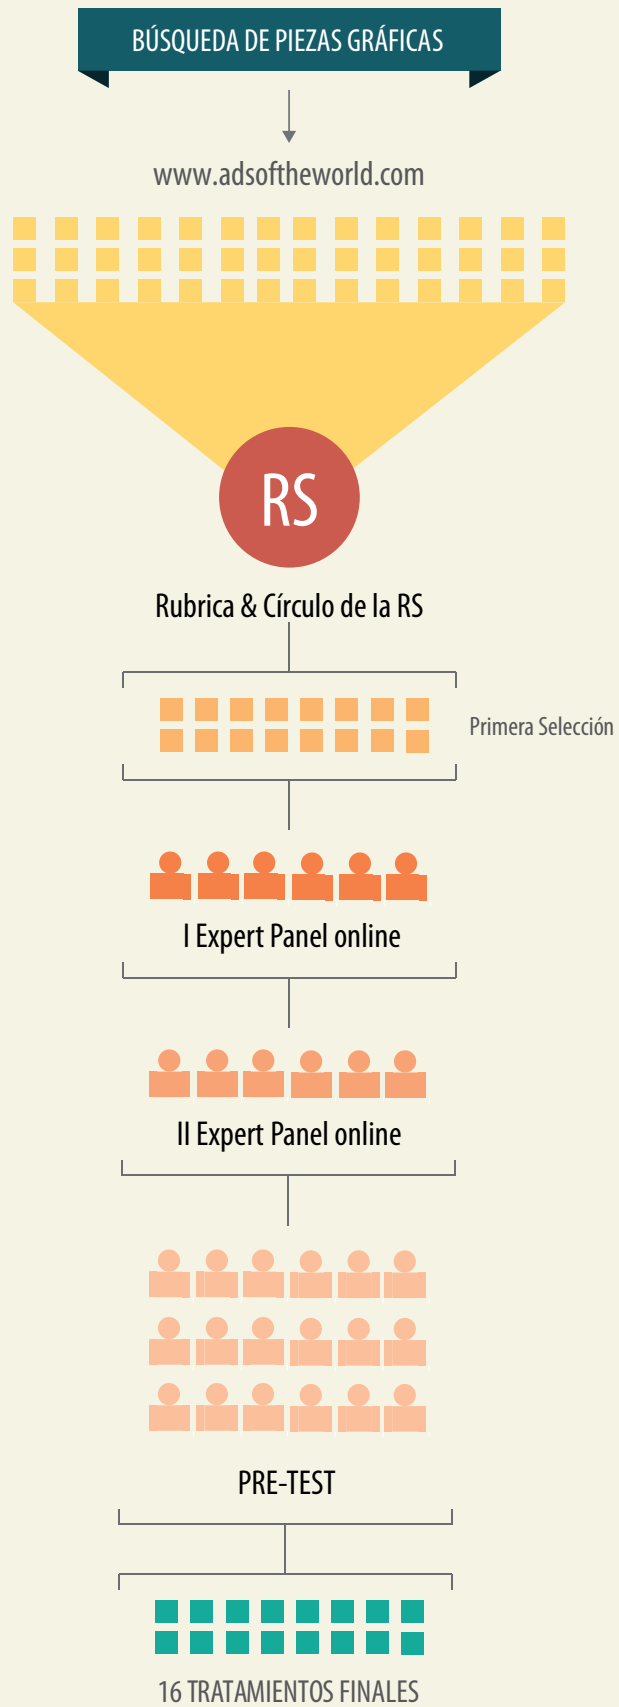 BÚSQUEDA DE PIEZAS GRÁFICAS
www.adsoftheworld.com
RS
Rubrica & Círculo de la RS
Primera Selección
I Expert Panel online
II Expert Panel online
PRE-TEST
16 TRATAMIENTOS FINALES